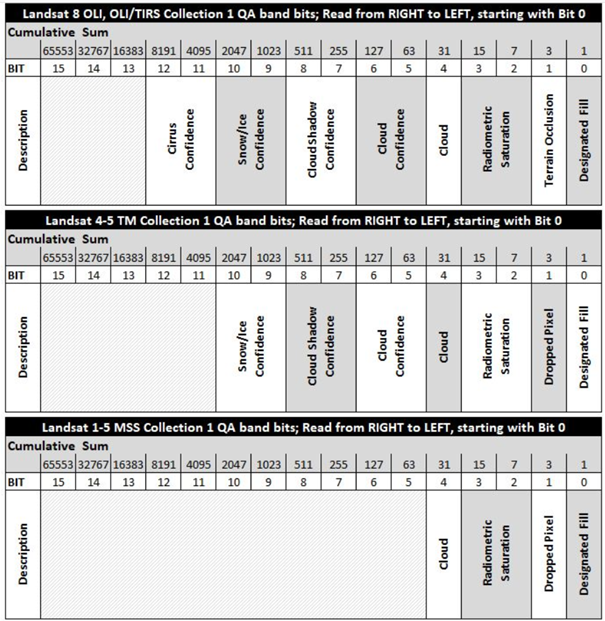 Landsat 8 OLI, OLI/TIRS Collection 1 QA band bits; Read from RIGHT to LEFT, starting with Bit 0
Cumulative Sum
65553 32767 16383 8191 4095 2047 1023 511 255 127 63 31 15 7 3 1
BIT 15 14 13 12 11 10 9 8 7 6 5 4 3 2 1 0
Description
Cirrus
Confidence
Snow/Ice
Confidence
Cloud Shadow
Confidence
Cloud
Confidence
Cloud
Radiometric
Saturation
Terrain Occlusion
Designated Fill
Landsat 4-5 TM Collection 1 QA band bits; Read from RIGHT to LEFT, starting with Bit 0
Cumulative Sum
65553 32767 16383 8191 4095 2047 1023 511 255 127 63 31 15 7 3 1
BIT 15 14 13 12 11 10 9 8 7 6 5 4 3 2 1 0
Description
Snow/Ice
Confidence
Cloud Shadow
Confidence
Cloud
Confidence
Cloud
Radiometric
Saturation
Dropped Pixel
Designated Fill
Landsat 1-5 MSS Collection 1 QA band bits; Read from RIGHT to LEFT, starting with Bit 0
Cumulative Sum
65553 32767 16383 8191 4095 2047 1023 511 255 127 63 31 15 7 3 1
BIT 15 14 13 12 11 10 9 8 7 6 5 4 3 2 1 0
Description
Cloud
Radiometric
Saturation
Dropped Pixel
Designated Fill